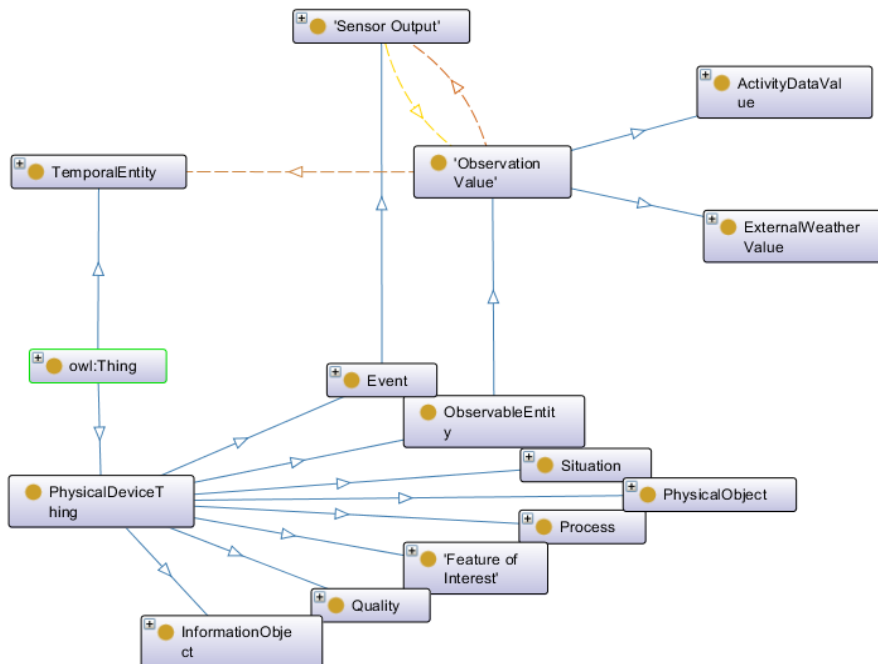 'Sensor Output'
ActivityDataVal
ue
'Observation
Value'
TemporalEntity
ExternalWeather
Value
owl:Thing
Event
ObservableEntit
y
Situation
PhysicalDeviceT
hing
PhysicalObject
Process
'Feature of
Interest'
Quality
InformationObje
ct